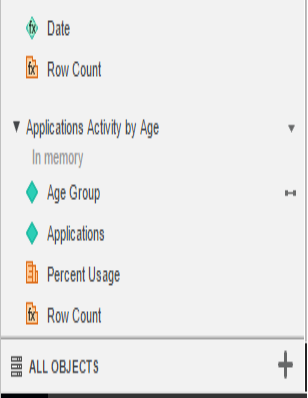 Date
Row Count
Applications Activity by Age
In memory
Age Group
Applications
Percent Usage
Row Count
ALL OBJECTS